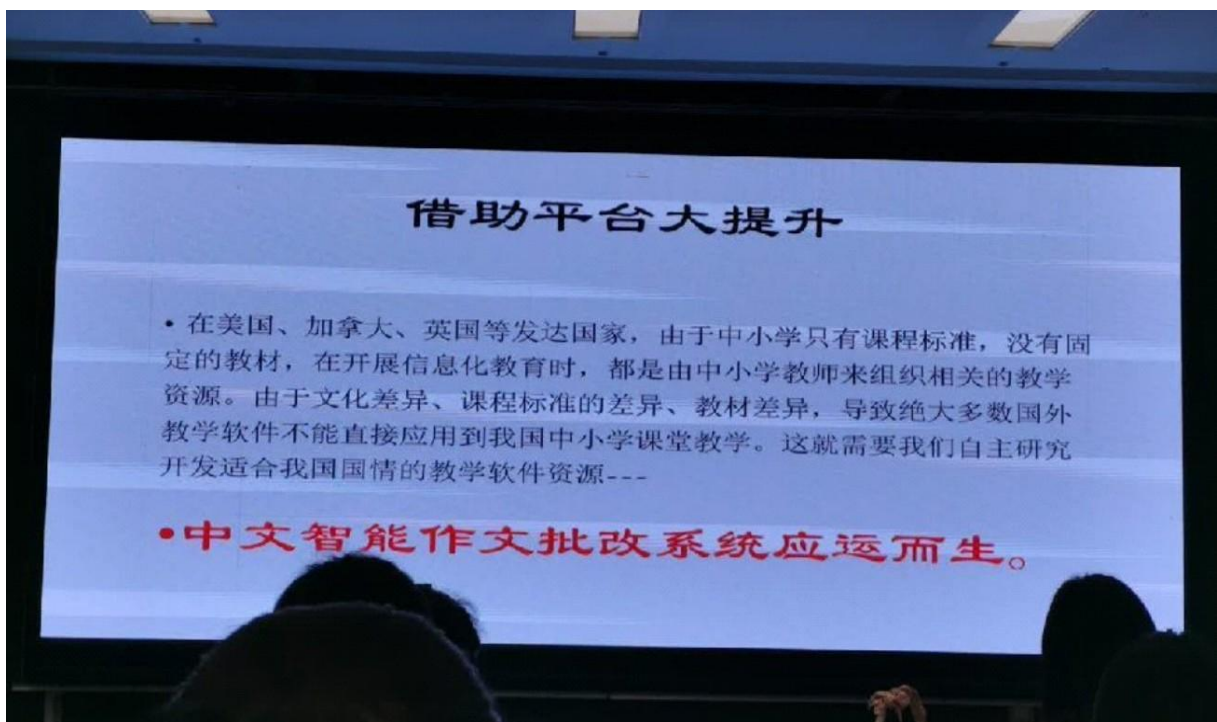 借助平台大提升
• 在美国、加拿大、英国等发达国家，由于中小学只有课程标准，没有固
定的教材，在开展信息化教育时，都是由中小学教师来组织相关的教学
资源。由于文化差异、课程标准的差异、教材差异，导致绝大多数国外
教学软件不能直接应用到我国中小学课堂教学。这就需要我们自主研究
开发适合我国国情的教学软件资源---
•中文智能作文批改系统应运而生。